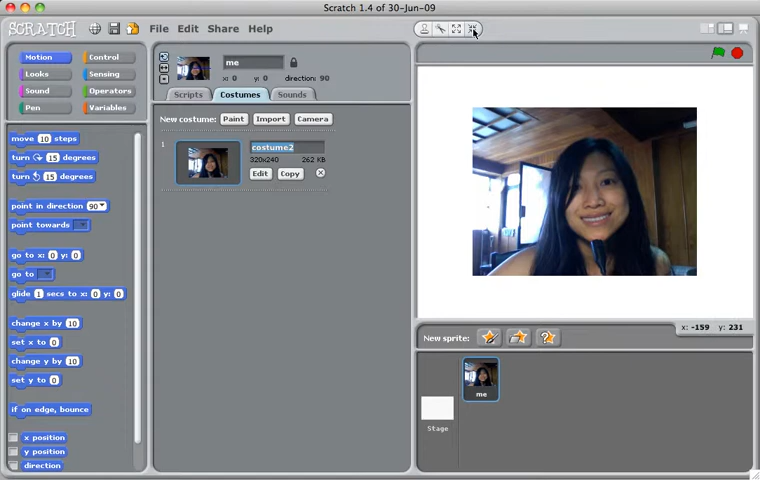 Scratch 1.4 of 30-Jun-09
SCRATCH File Edit Share Help
Motion Control
Looks Sensing
Sound Operators
Pen Variables
me
x: 0 y: 0 direction: 90
Scripts Costumes Sounds
New costume: Paint Import Camera
1 costume2
320x240 262 KB
Edit Copy
move 10 steps
turn 15 degrees
turn 15 degrees
point in direction 90
point towards
go to x: 0 y: 0
go to
glide 1 secs to x: 0 y: 0
change x by 10
set x to 0
change y by 10
set y to 0
if on edge, bounce
x position
y position
direction
x: -159 y: 231
New sprite:
me
Stage